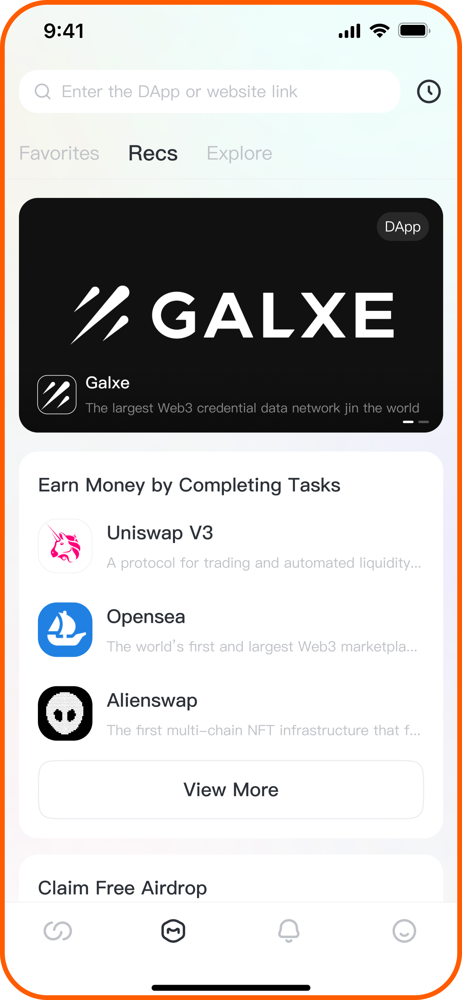 9:41
Enter the DApp or website link
Favorites Recs Explore
DApp
GALXE
Galxe
The largest Web3 credential data network jin the world
Earn Money by Completing Tasks
Uniswap V3
A protocol for trading and automated liquidity...
Opensea
The world’s first and largest Web3 marketpla...
Alienswap
The first multi–chain NFT infrastructure that f...
View More
Claim Free Airdrop